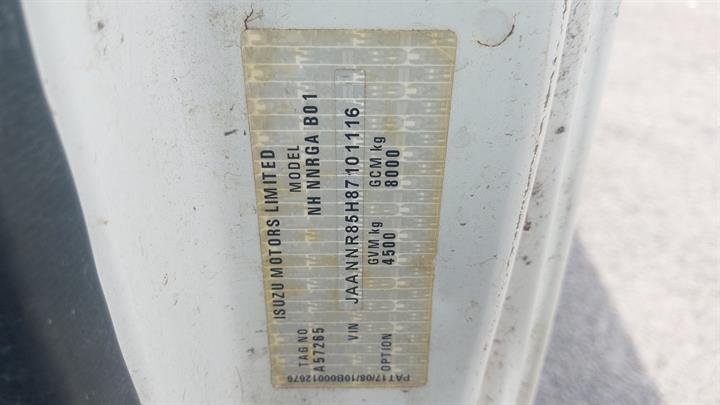 ISUZU MOTORS LIMITED
TAG NO MODEL
A57265 NH NNRGA B01
VIN JAANNR85H87101116
GVM kg GCM kg
4500 8000
OPTION
PAT17/08/10B00012676